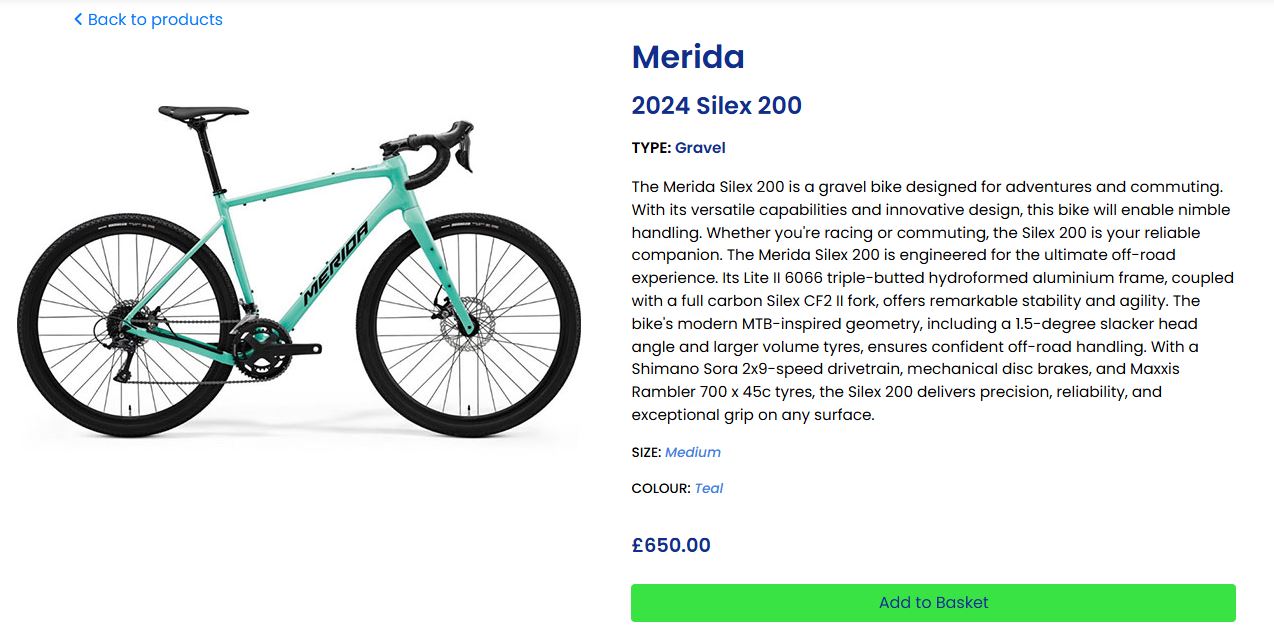 Back to products
Merida
2024 Silex 200
TYPE: Gravel
The Merida Silex 200 is a gravel bike designed for adventures and commuting.
With its versatile capabilities and innovative design, this bike will enable nimble
handling. Whether you're racing or commuting, the Silex 200 is your reliable
companion. The Merida Silex 200 is engineered for the ultimate off-road
experience. Its Lite II 6066 triple-butted hydroformed aluminium frame, coupled
with a full carbon Silex CF2 II fork, offers remarkable stability and agility. The
bike's modern MTB-inspired geometry, including a 1.5-degree slacker head
angle and larger volume tyres, ensures confident off-road handling. With a
Shimano Sora 2x9-speed drivetrain, mechanical disc brakes, and Maxxis
Rambler 700 x 45c tyres, the Silex 200 delivers precision, reliability, and
exceptional grip on any surface.
SIZE: Medium
COLOUR: Teal
£650.00
Add to Basket
MERIDA